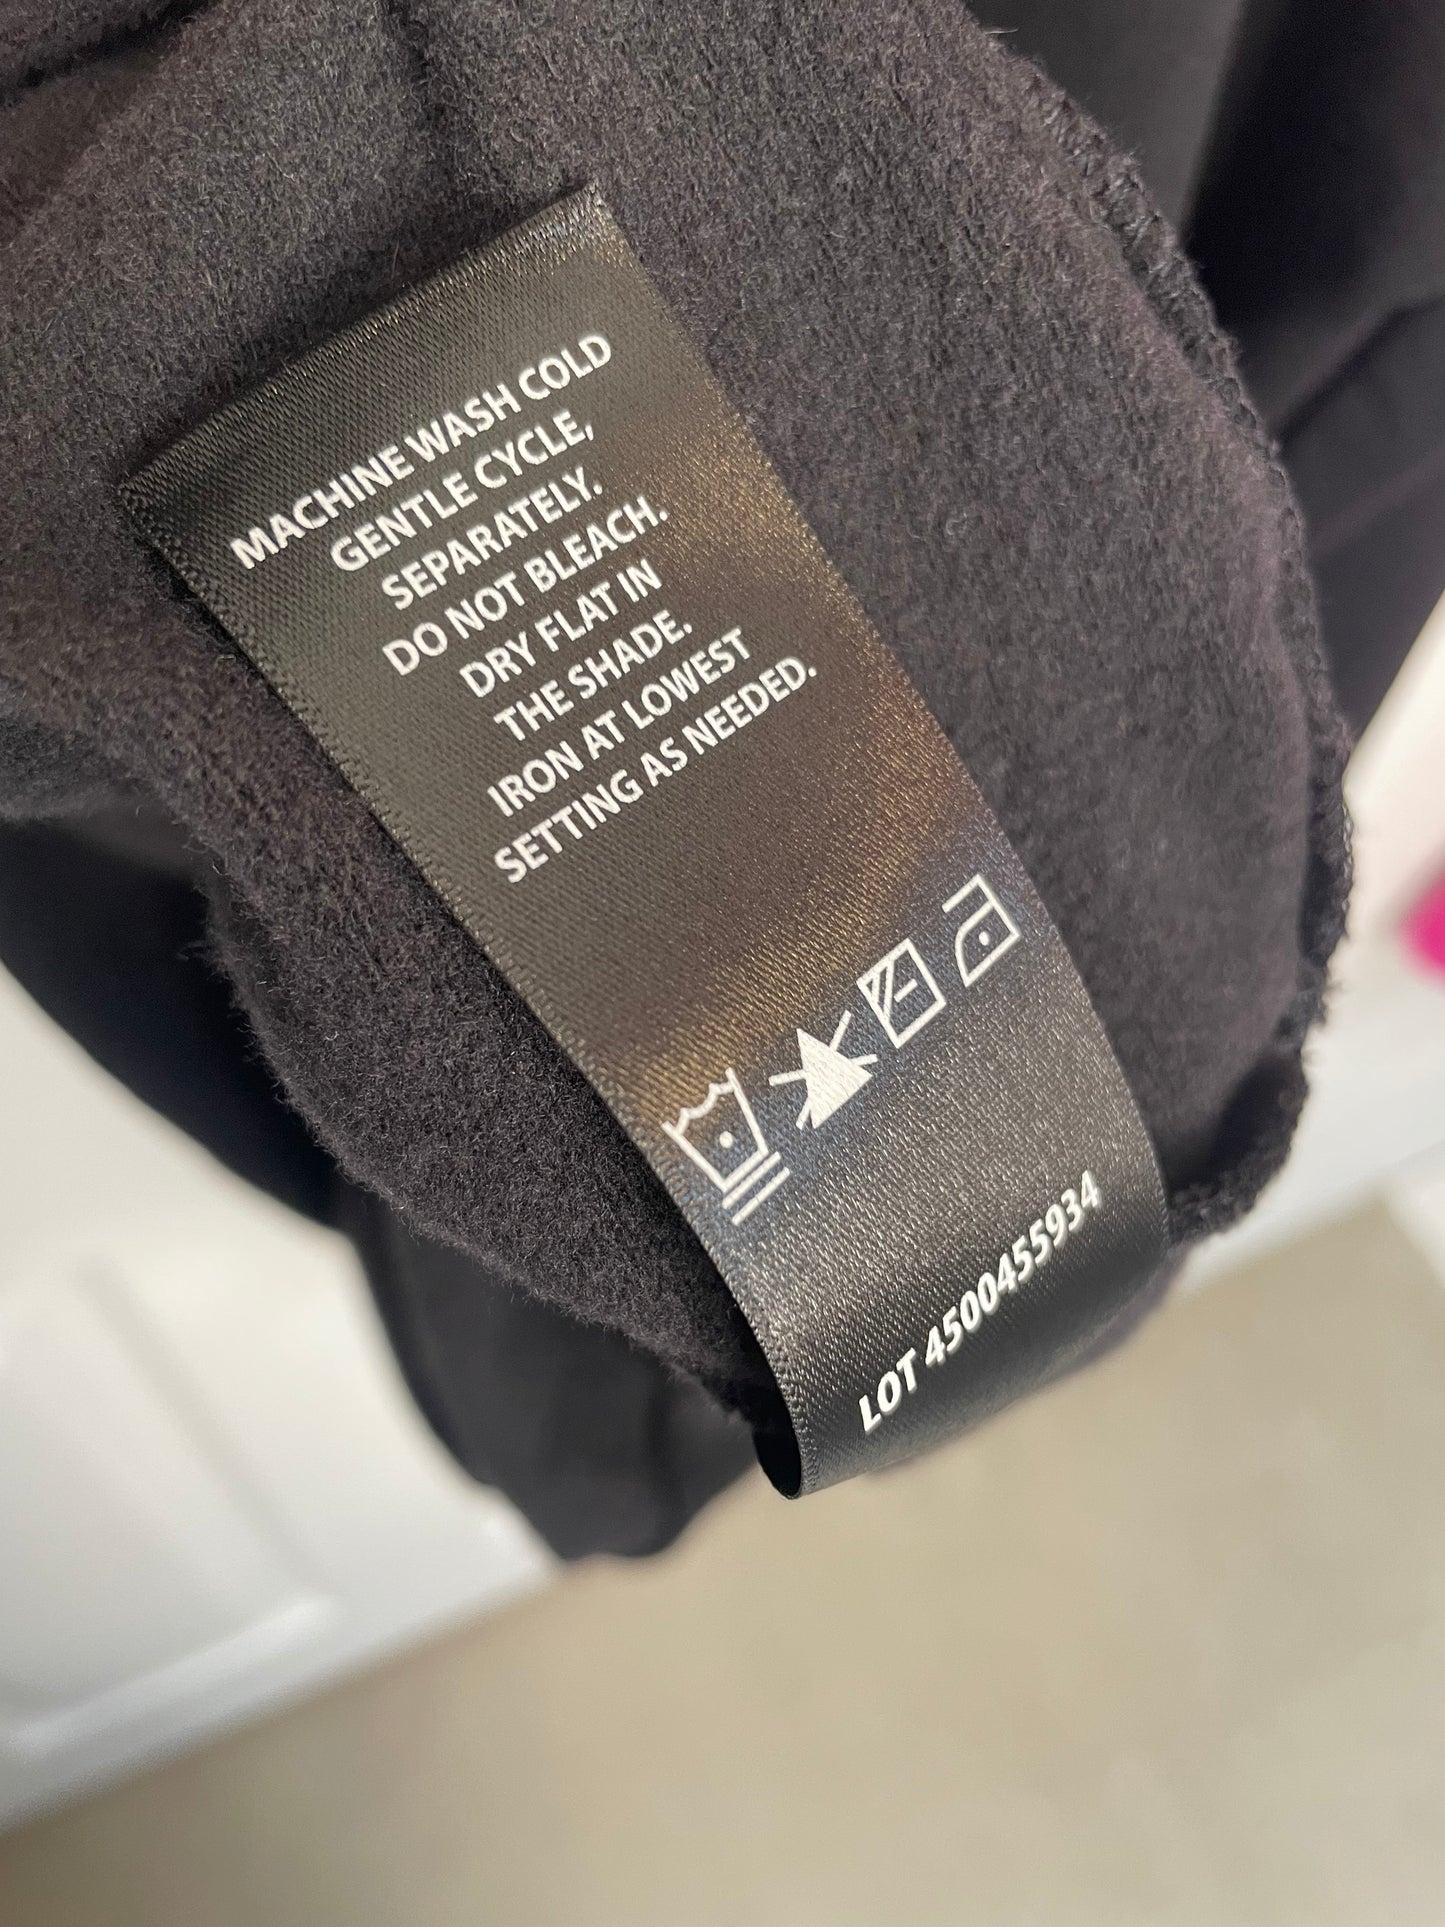 MACHINE WASH COLD
GENTLE CYCLE,
SEPARATELY.
DO NOT BLEACH.
DRY FLAT IN
THE SHADE.
IRON AT LOWEST
SETTING AS NEEDED.
LOT 4500455934